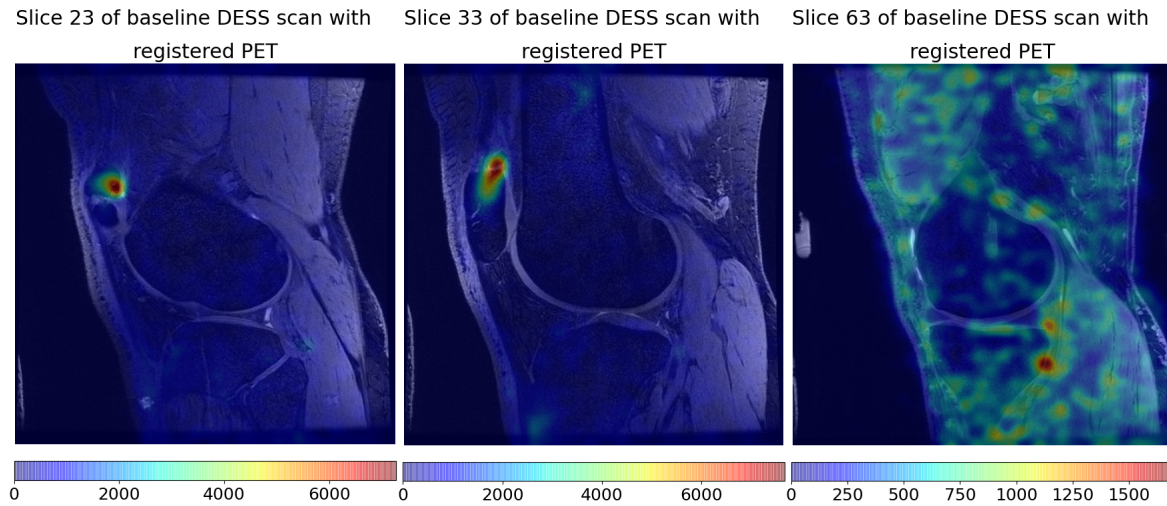 Slice 23 of baseline DESS scan with
registered PET
Slice 33 of baseline DESS scan with
registered PET
Slice 63 of baseline DESS scan with
registered PET
0 2000 4000 6000
0 2000 4000 6000
0 250 500 750 1000 1250 1500